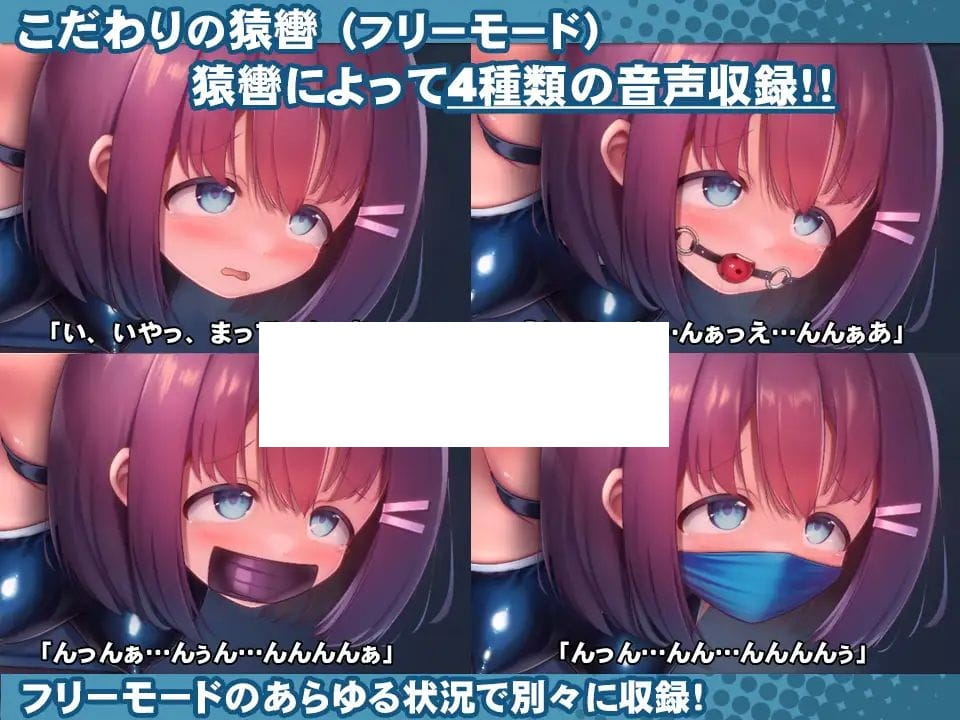 こだわりの猿轡（フリーモード）
猿轡によって4種類の音声収録!!
「い、いやっ、まっ
んぁっえ…んんぁあ」
「んっんぁ…んぅん…んんんんぁ」
「んっん…んん…んんんんぅ」
フリーモードのあらゆる状況で別々に収録!